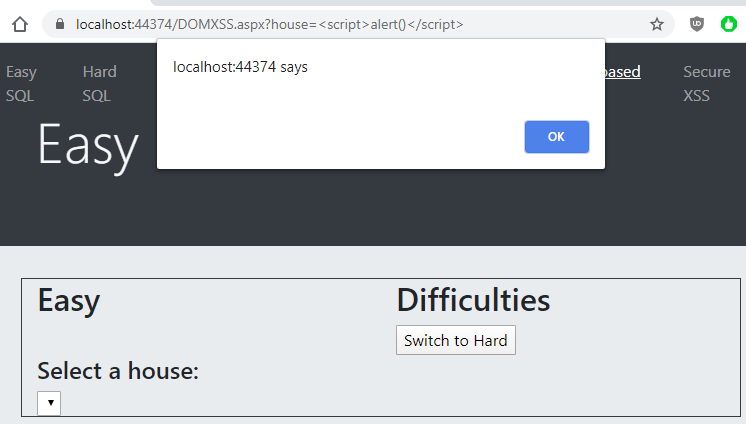 localhost:44374/DOMXSS.aspx?house=<script>alert()</script>
localhost:44374 says
OK
Easy SQL
Hard SQL
based
Secure XSS
Easy
Easy
Difficulties
Switch to Hard
Select a house: